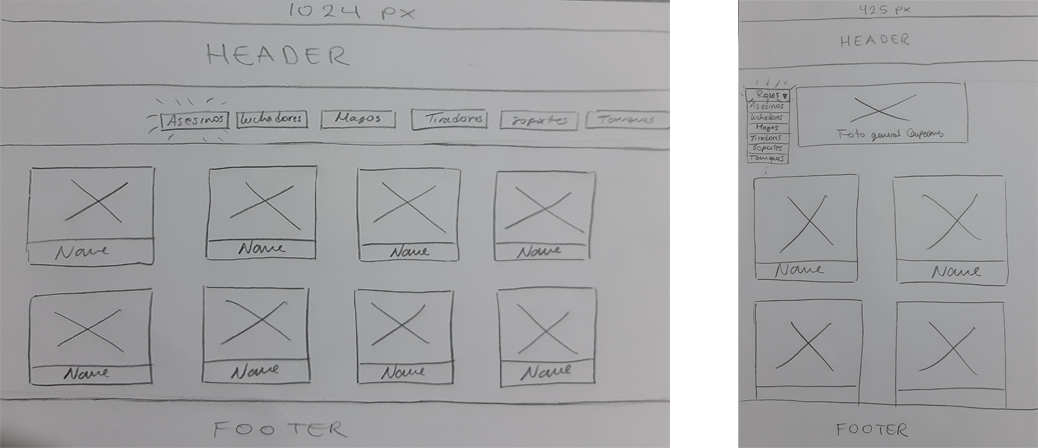 1024 px
HEADER
Asesinos Luchadores Magos Tiradores Soportes Tanques
Name Name Name Name
Name Name Name Name
FOOTER
425 px
HEADER
Roles
Asesinos
Luchadores
Magos
Tiradores
Soportes
Tanques
Foto general Campeones
Name Name
FOOTER